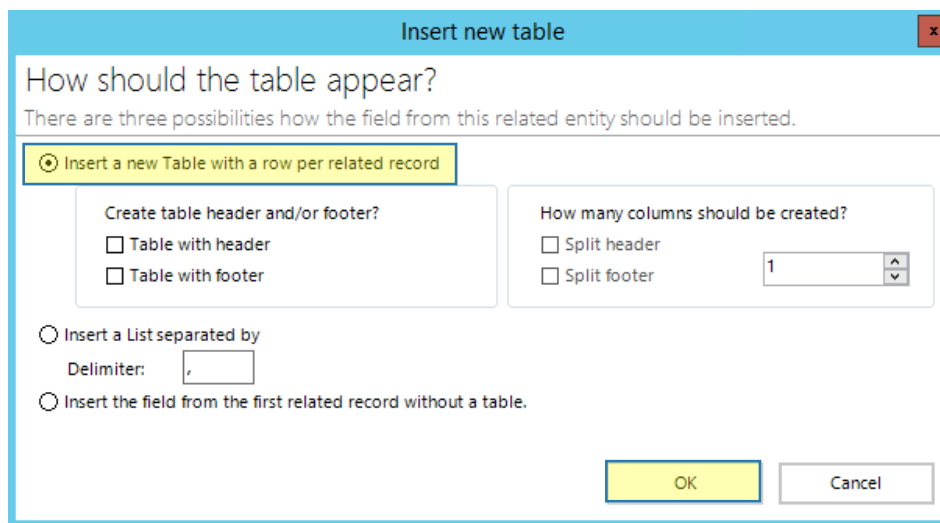 Insert new table
x
How should the table appear?
There are three possibilities how the field from this related entity should be inserted.
Insert a new Table with a row per related record
Create table header and/or footer?
Table with header
Table with footer
How many columns should be created?
Split header
Split footer
1
Insert a List separated by
Delimiter: ,
Insert the field from the first related record without a table.
OK
Cancel